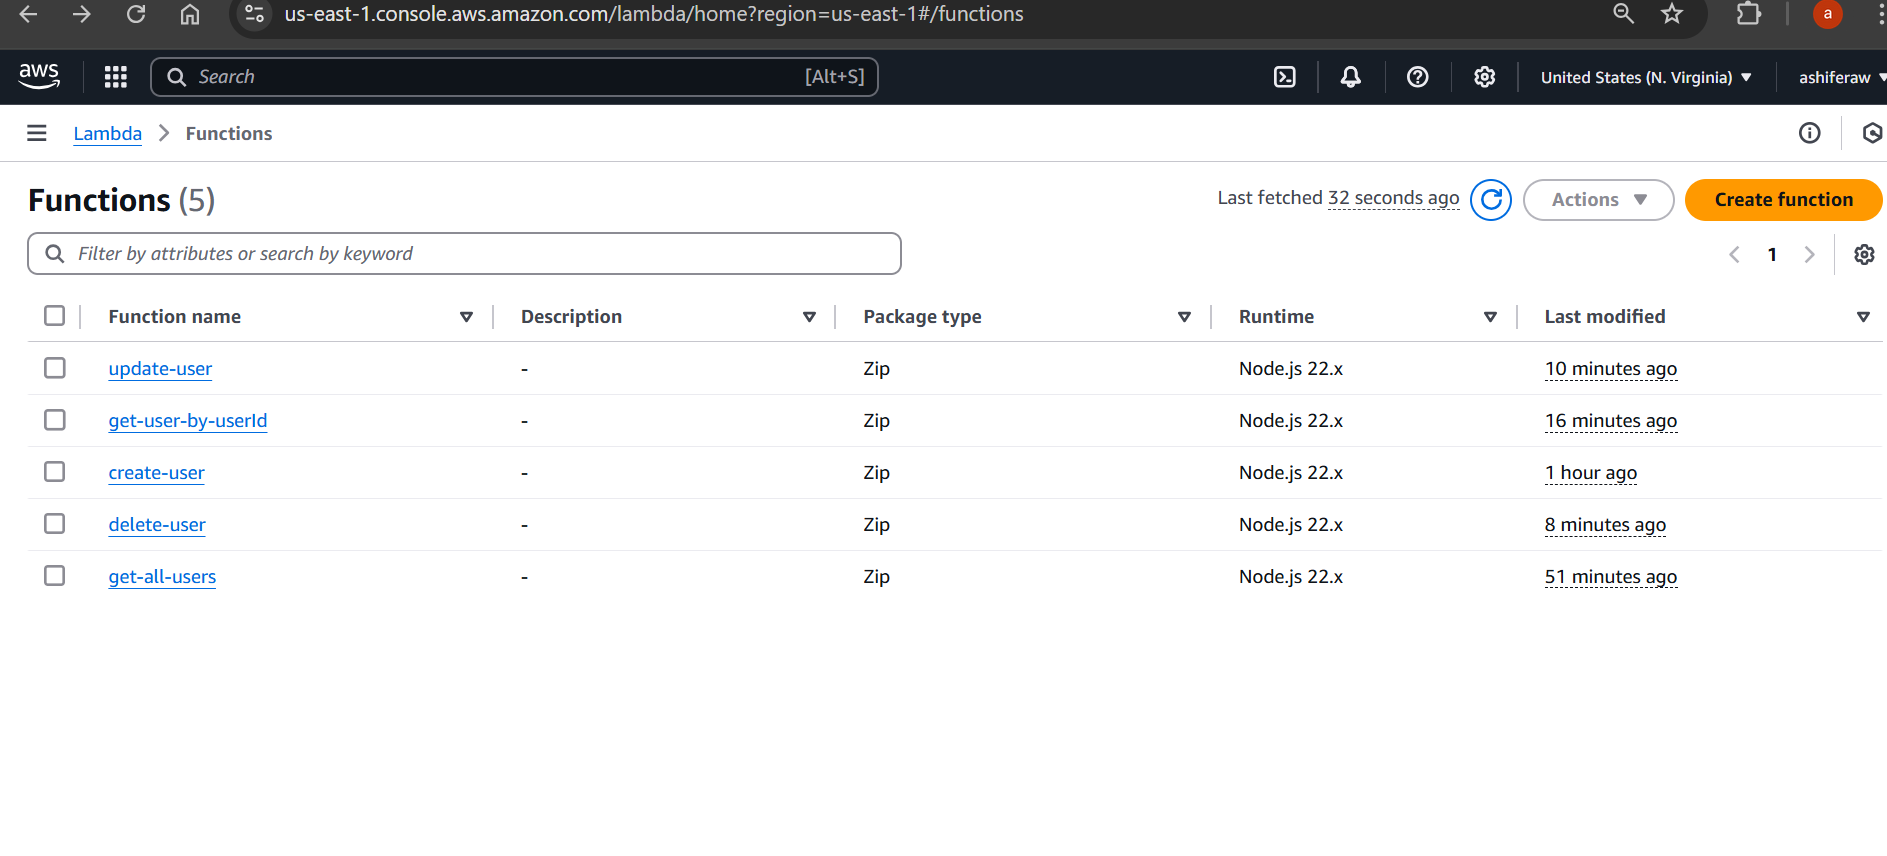 us-east-1.console.aws.amazon.com/lambda/home?region=us-east-1#/functions
a
aws
Search
[Alt+S]
United States (N. Virginia)
ashiferaw
Lambda
Functions
Functions (5)
Last fetched 32 seconds ago
Actions
Create function
Filter by attributes or search by keyword
1
Function name Description Package type Runtime Last modified
update-user - Zip Node.js 22.x 10 minutes ago
get-user-by-userId - Zip Node.js 22.x 16 minutes ago
create-user - Zip Node.js 22.x 1 hour ago
delete-user - Zip Node.js 22.x 8 minutes ago
get-all-users - Zip Node.js 22.x 51 minutes ago